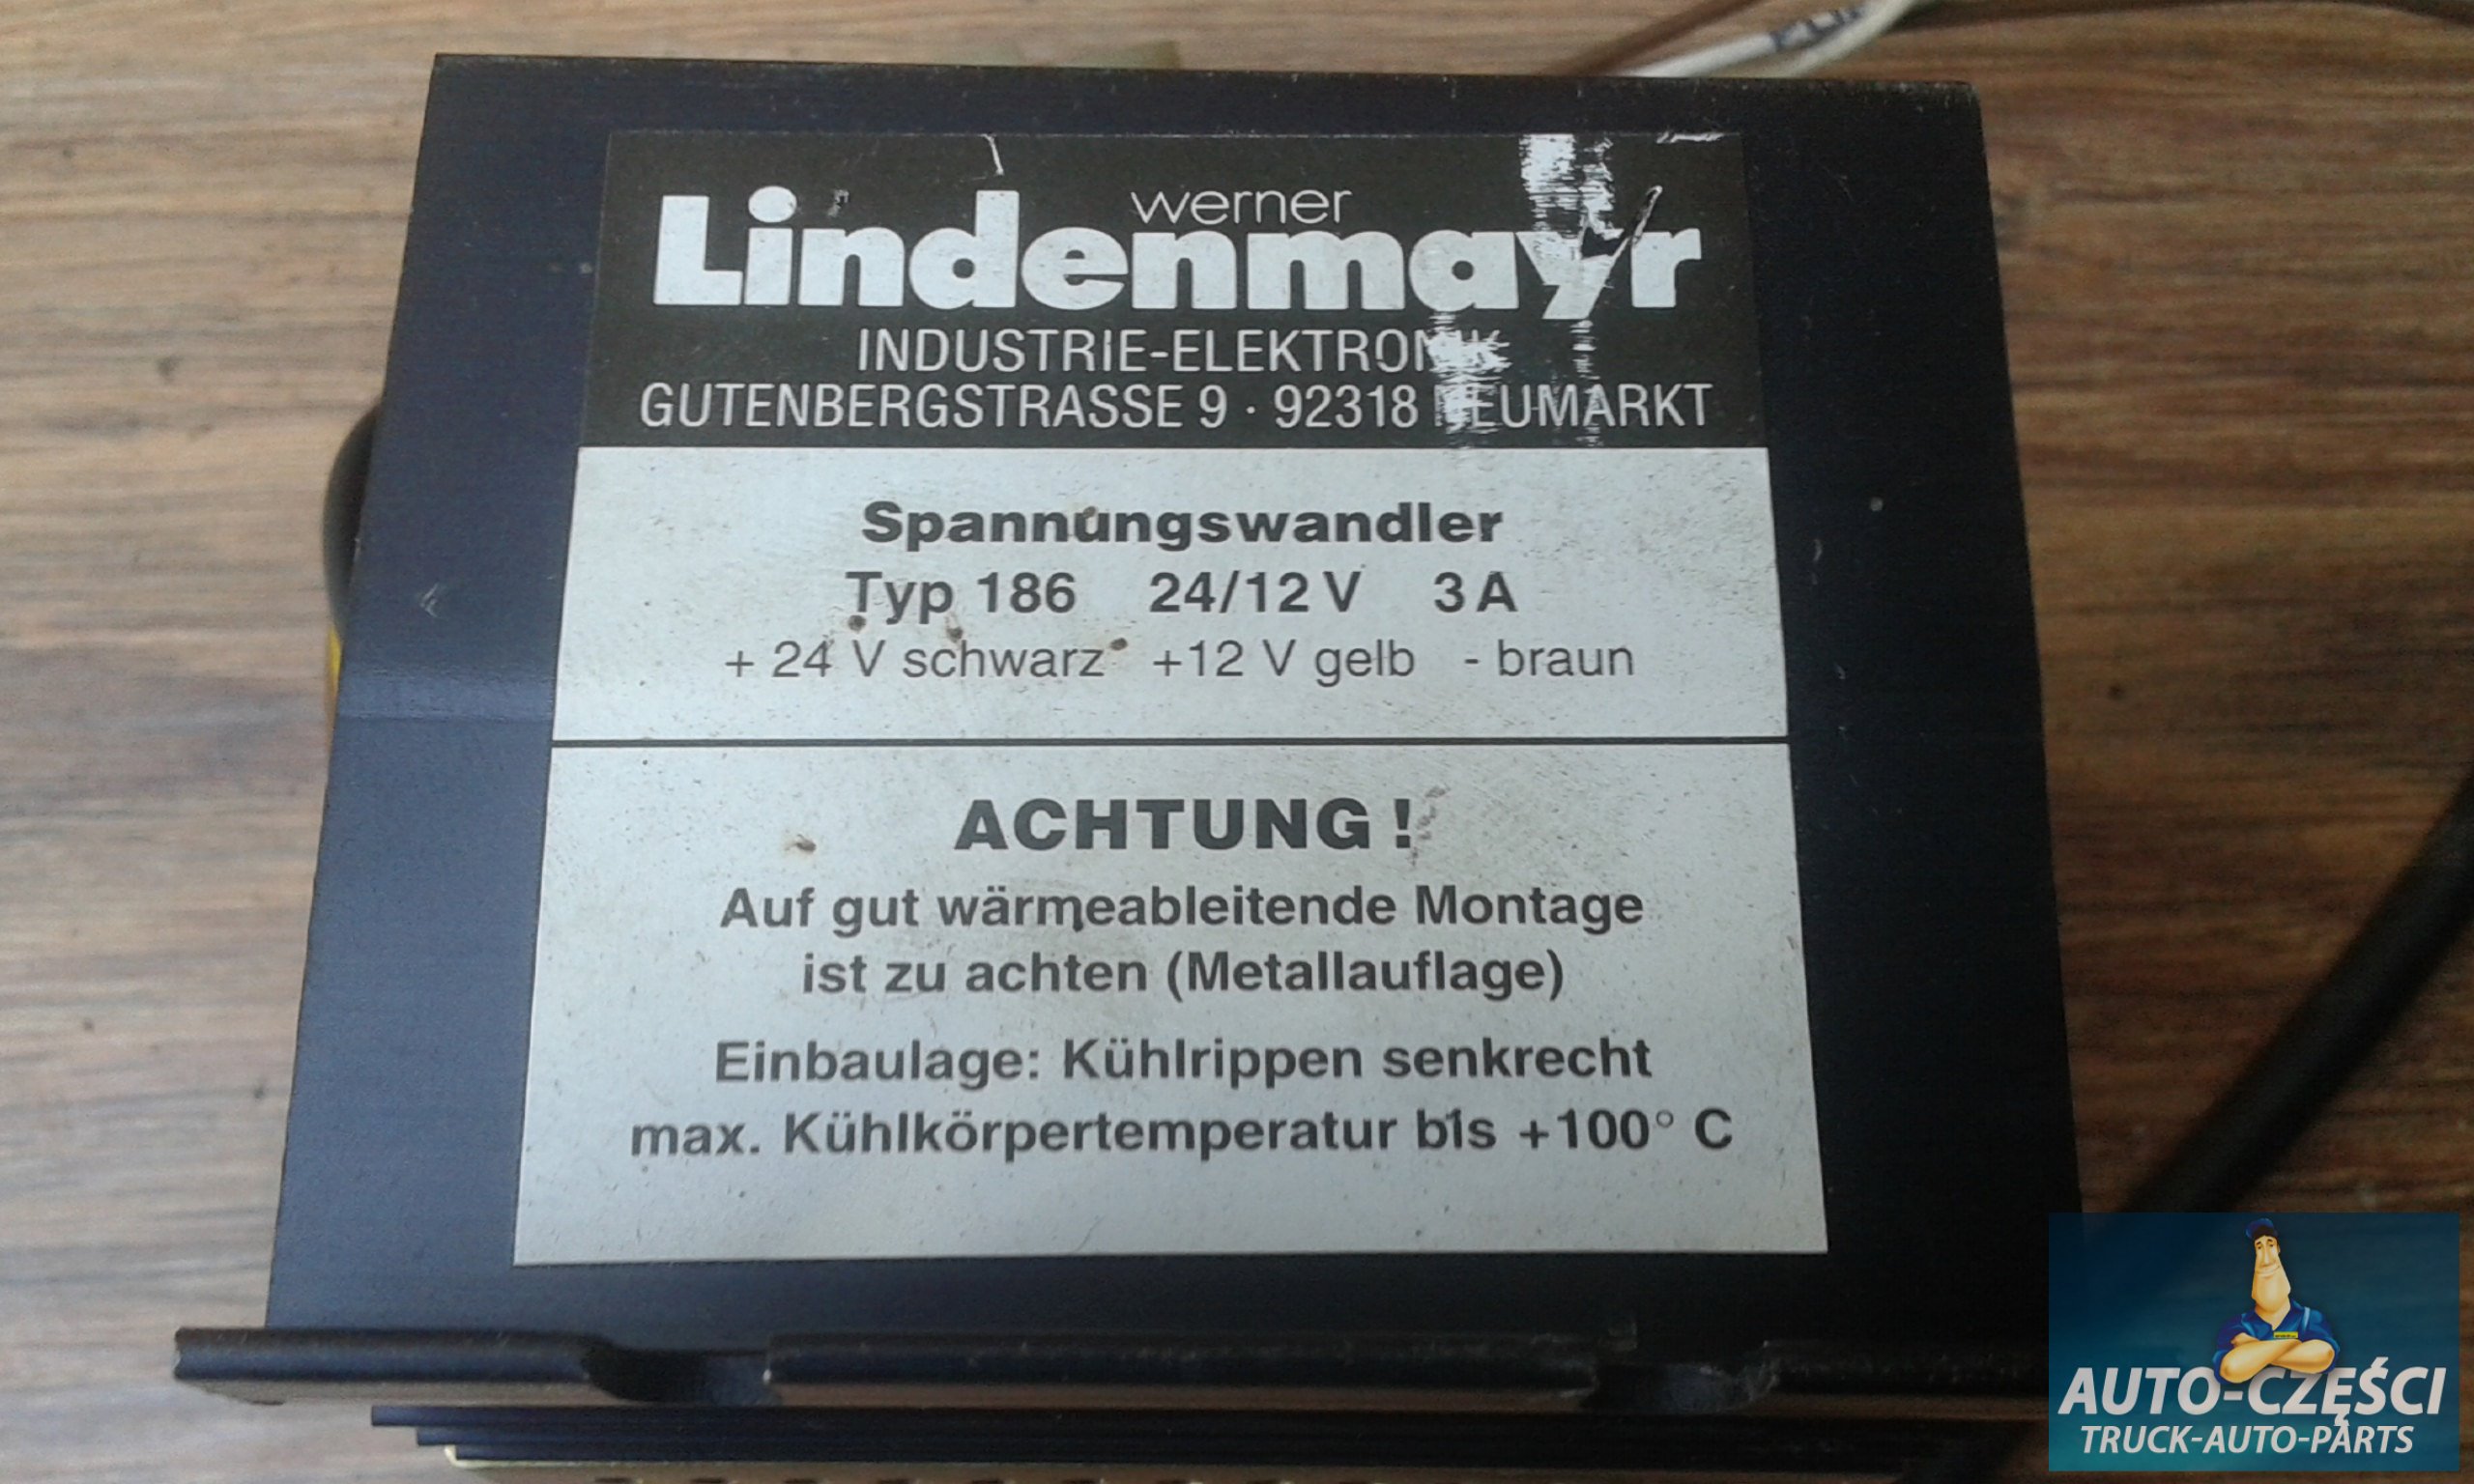 werner
Lindenmayr
INDUSTRIE-ELEKTRONIK
GUTENBERGSTRASSE 9 · 92318 NEUMARKT
Spannungswandler
Typ 186 24/12 V 3 A
+ 24 V schwarz +12 V gelb - braun
ACHTUNG !
Auf gut wärmeableitende Montage
ist zu achten (Metallauflage)
Einbaulage: Kühlrippen senkrecht
max. Kühlkörpertemperatur bis +100° C
AUTO-CZĘŚCI
TRUCK-AUTO-PARTS